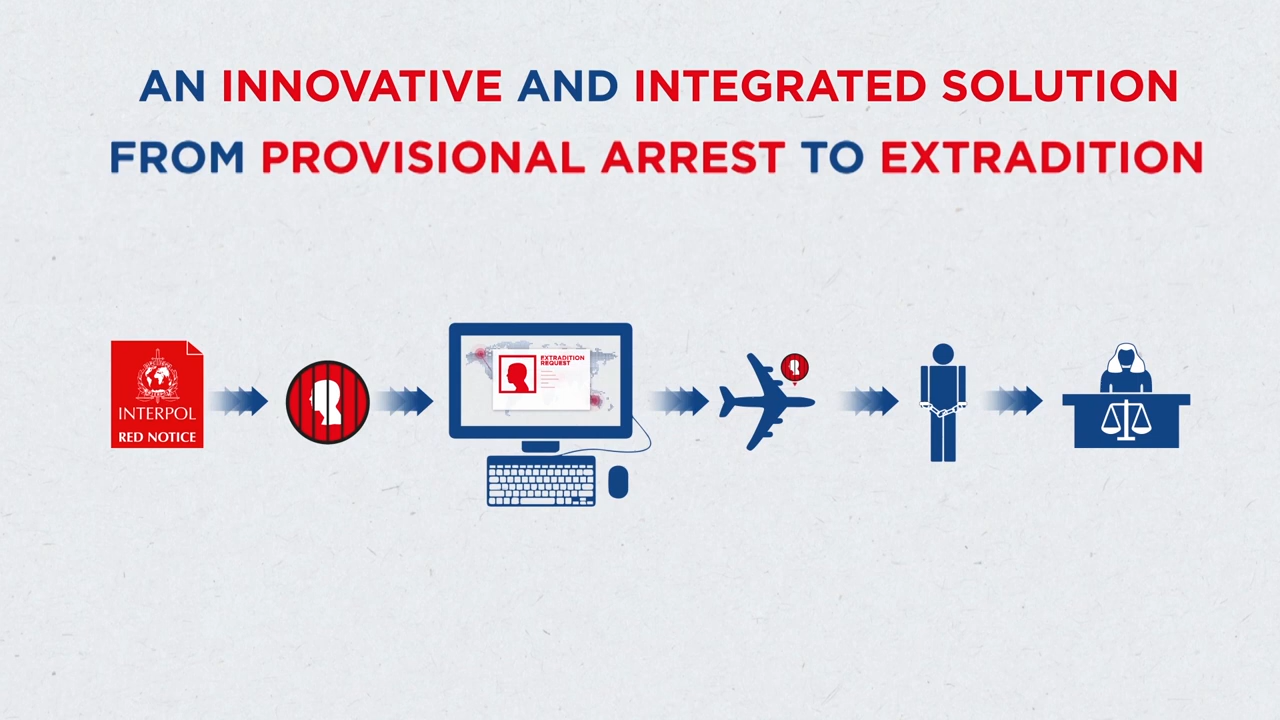 AN INNOVATIVE AND INTEGRATED SOLUTION
FROM PROVISIONAL ARREST TO EXTRADITION
INTERPOL
RED NOTICE
EXTRADITION
REQUEST